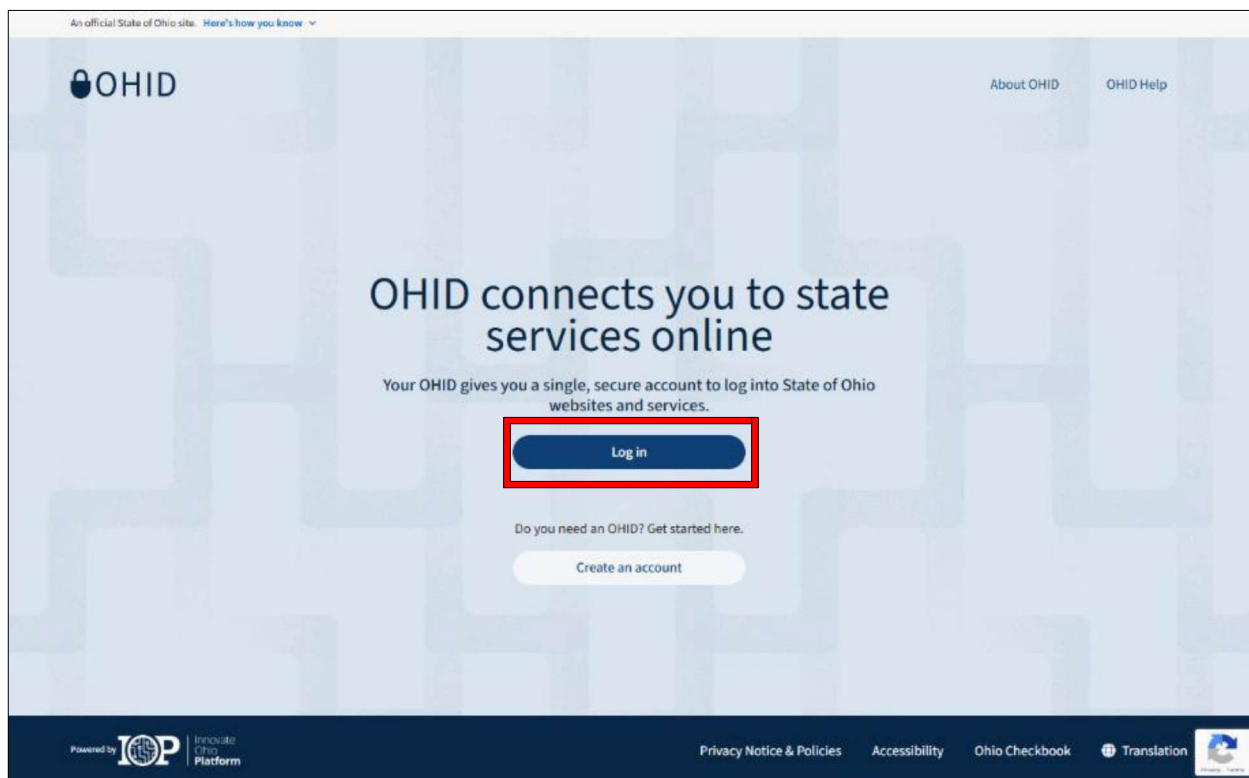 An official State of Ohio site. Here's how you know
OHID
About OHID
OHID Help
OHID connects you to state
services online
Your OHID gives you a single, secure account to log into State of Ohio
websites and services.
Log in
Do you need an OHID? Get started here.
Create an account
Powered by IOP
Innovate
Ohio
Platform
Privacy Notice & Policies
Accessibility
Ohio Checkbook
Translation
Privacy - Terms